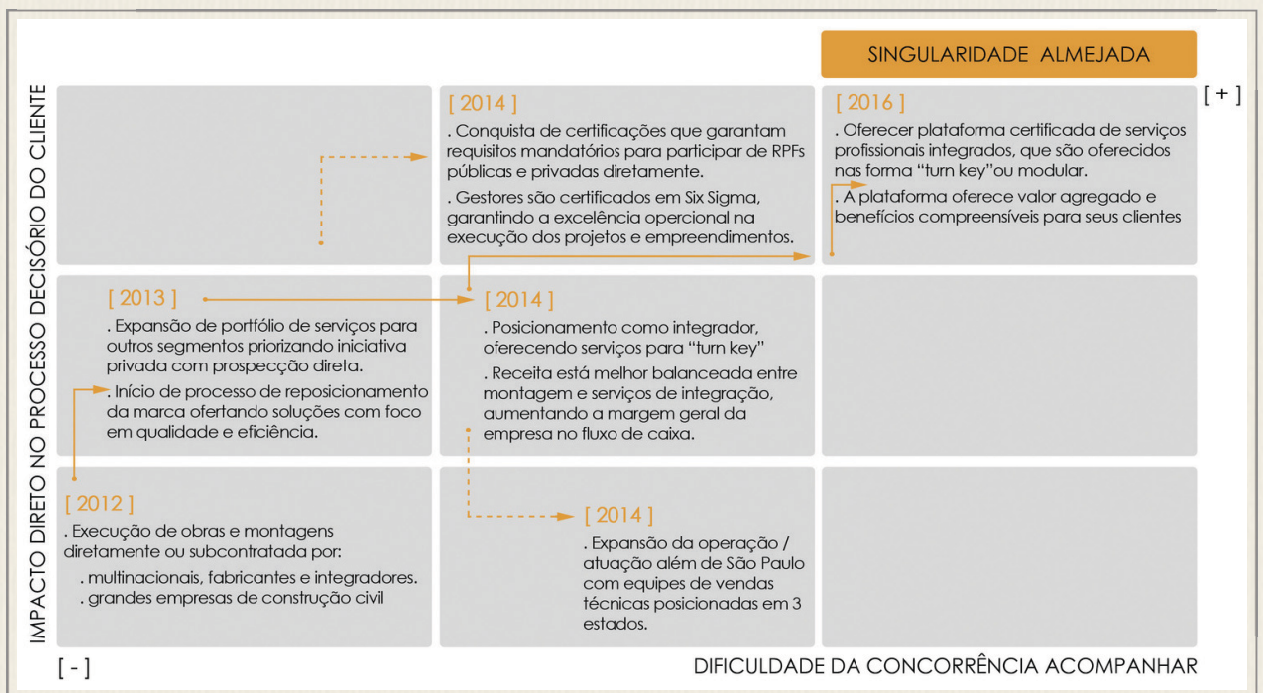 SINGULARIDADE ALMEJADA
[ + ]
IMPACTO DIRETO NO PROCESSO DECISÓRIO DO CLIENTE
[ 2014 ]
. Conquista de certificações que garantam
requisitos mandatórios para participar de RPFs
públicas e privadas diretamente.
. Gestores são certificados em Six Sigma,
garantindo a excelência opercional na
execução dos projetos e empreendimentos.
[ 2016 ]
. Oferecer plataforma certificada de serviços
profissionais integrados, que são oferecidos
nas forma “turn key”ou modular.
. A plataforma oferece valor agregado e
benefícios compreensíveis para seus clientes
[ 2013 ]
. Expansão de portfólio de serviços para
outros segmentos priorizando iniciativa
privada com prospecção direta.
. Início de processo de reposicionamento
da marca ofertando soluções com foco
em qualidade e eficiência.
[ 2014 ]
. Posicionamento como integrador,
oferecendo serviços para “turn key”
. Receita está melhor balanceada entre
montagem e serviços de integração,
aumentando a margem geral da
empresa no fluxo de caixa.
[ 2012 ]
. Execução de obras e montagens
diretamente ou subcontratada por:
. multinacionais, fabricantes e integradores.
. grandes empresas de construção civil
[ 2014 ]
. Expansão da operação /
atuação além de São Paulo
com equipes de vendas
técnicas posicionadas em 3
estados.
[ - ]
DIFICULDADE DA CONCORRÊNCIA ACOMPANHAR